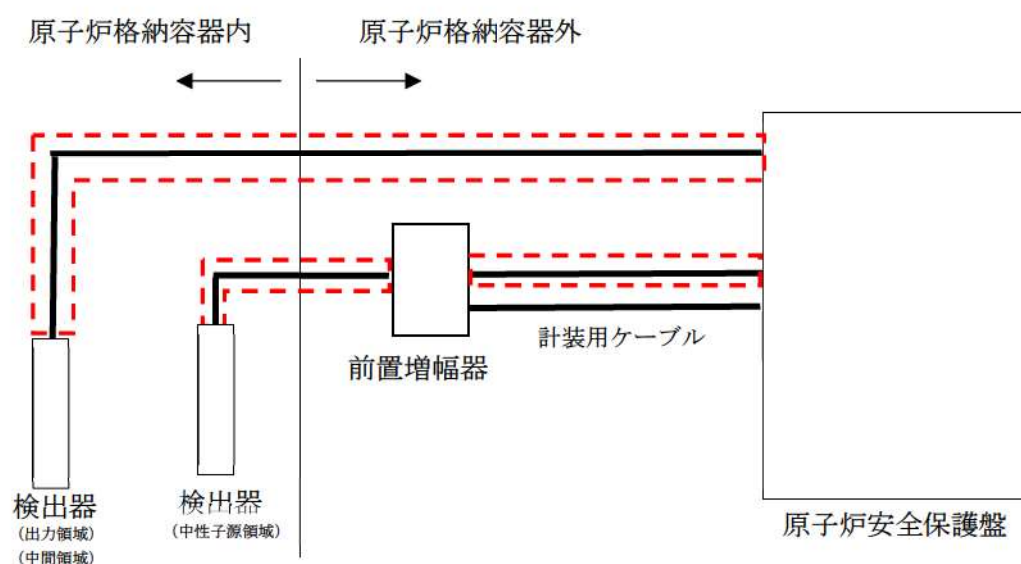 原子炉格納容器内
原子炉格納容器外
計装用ケーブル
前置増幅器
検出器
(出力領域)
(中間領域)
検出器
(中性子源領域)
原子炉安全保護盤